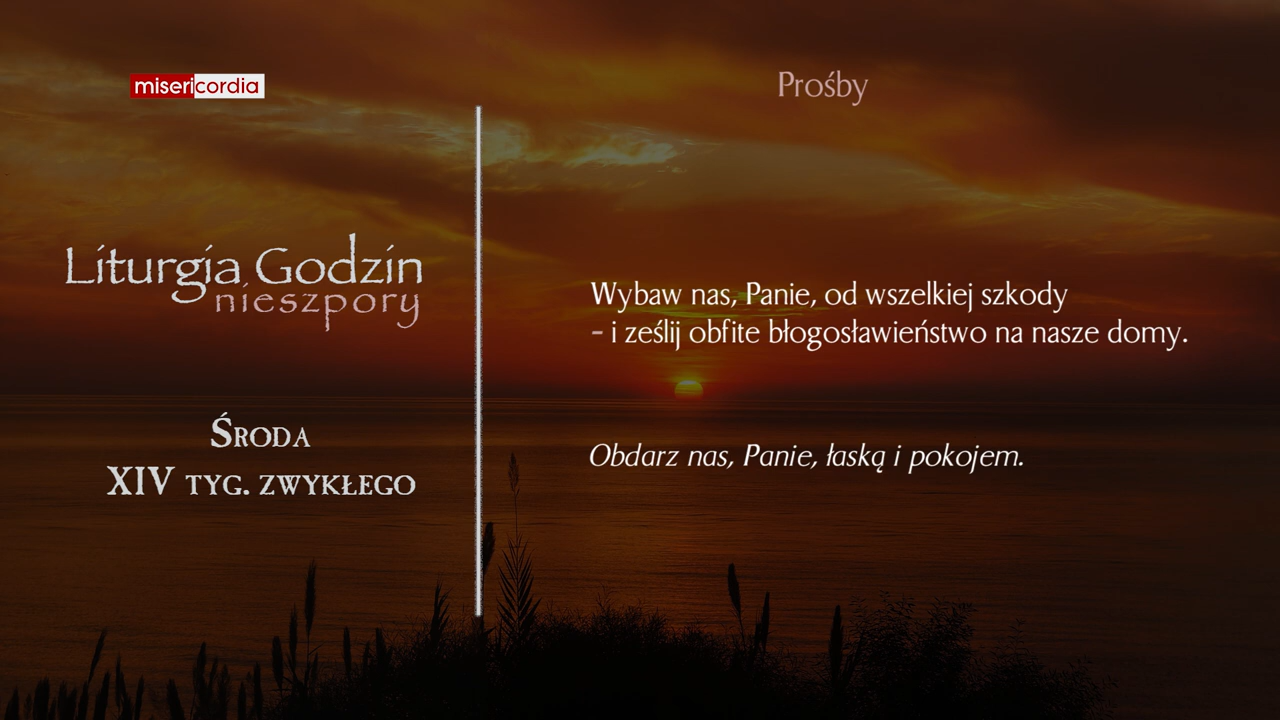 misericordia
Liturgia Godzin
nieszpory
Środa
XIV tyg. zwykłego
Prośby
Wybaw nas, Panie, od wszelkiej szkody
– i ześlij obfite błogosławieństwo na nasze domy.
Obdarz nas, Panie, łaską i pokojem.